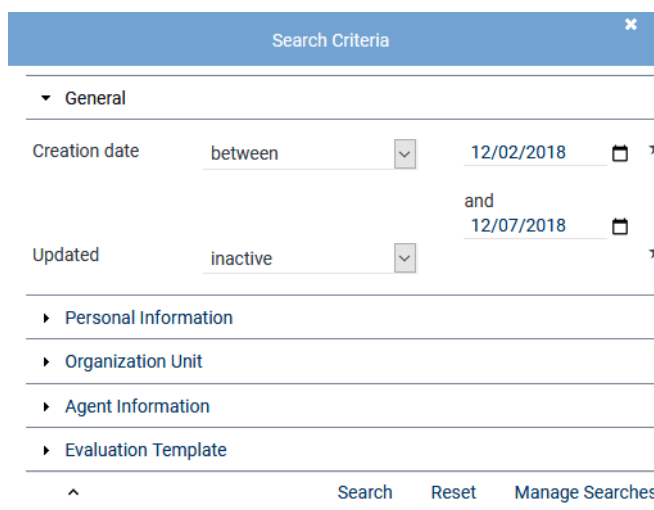 Search Criteria
General
Creation date between 12/02/2018
and
12/07/2018
Updated inactive
Personal Information
Organization Unit
Agent Information
Evaluation Template
Search Reset Manage Searches